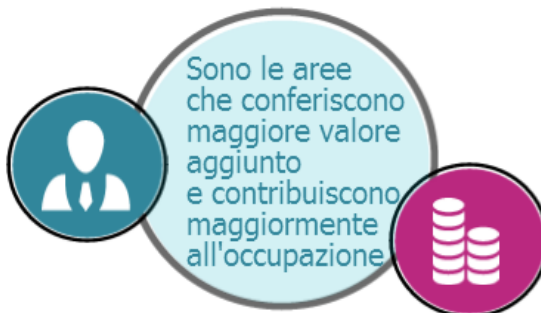 Sono le aree
che conferiscono
maggiore valore
aggiunto
e contribuiscono
maggiormente
all'occupazione